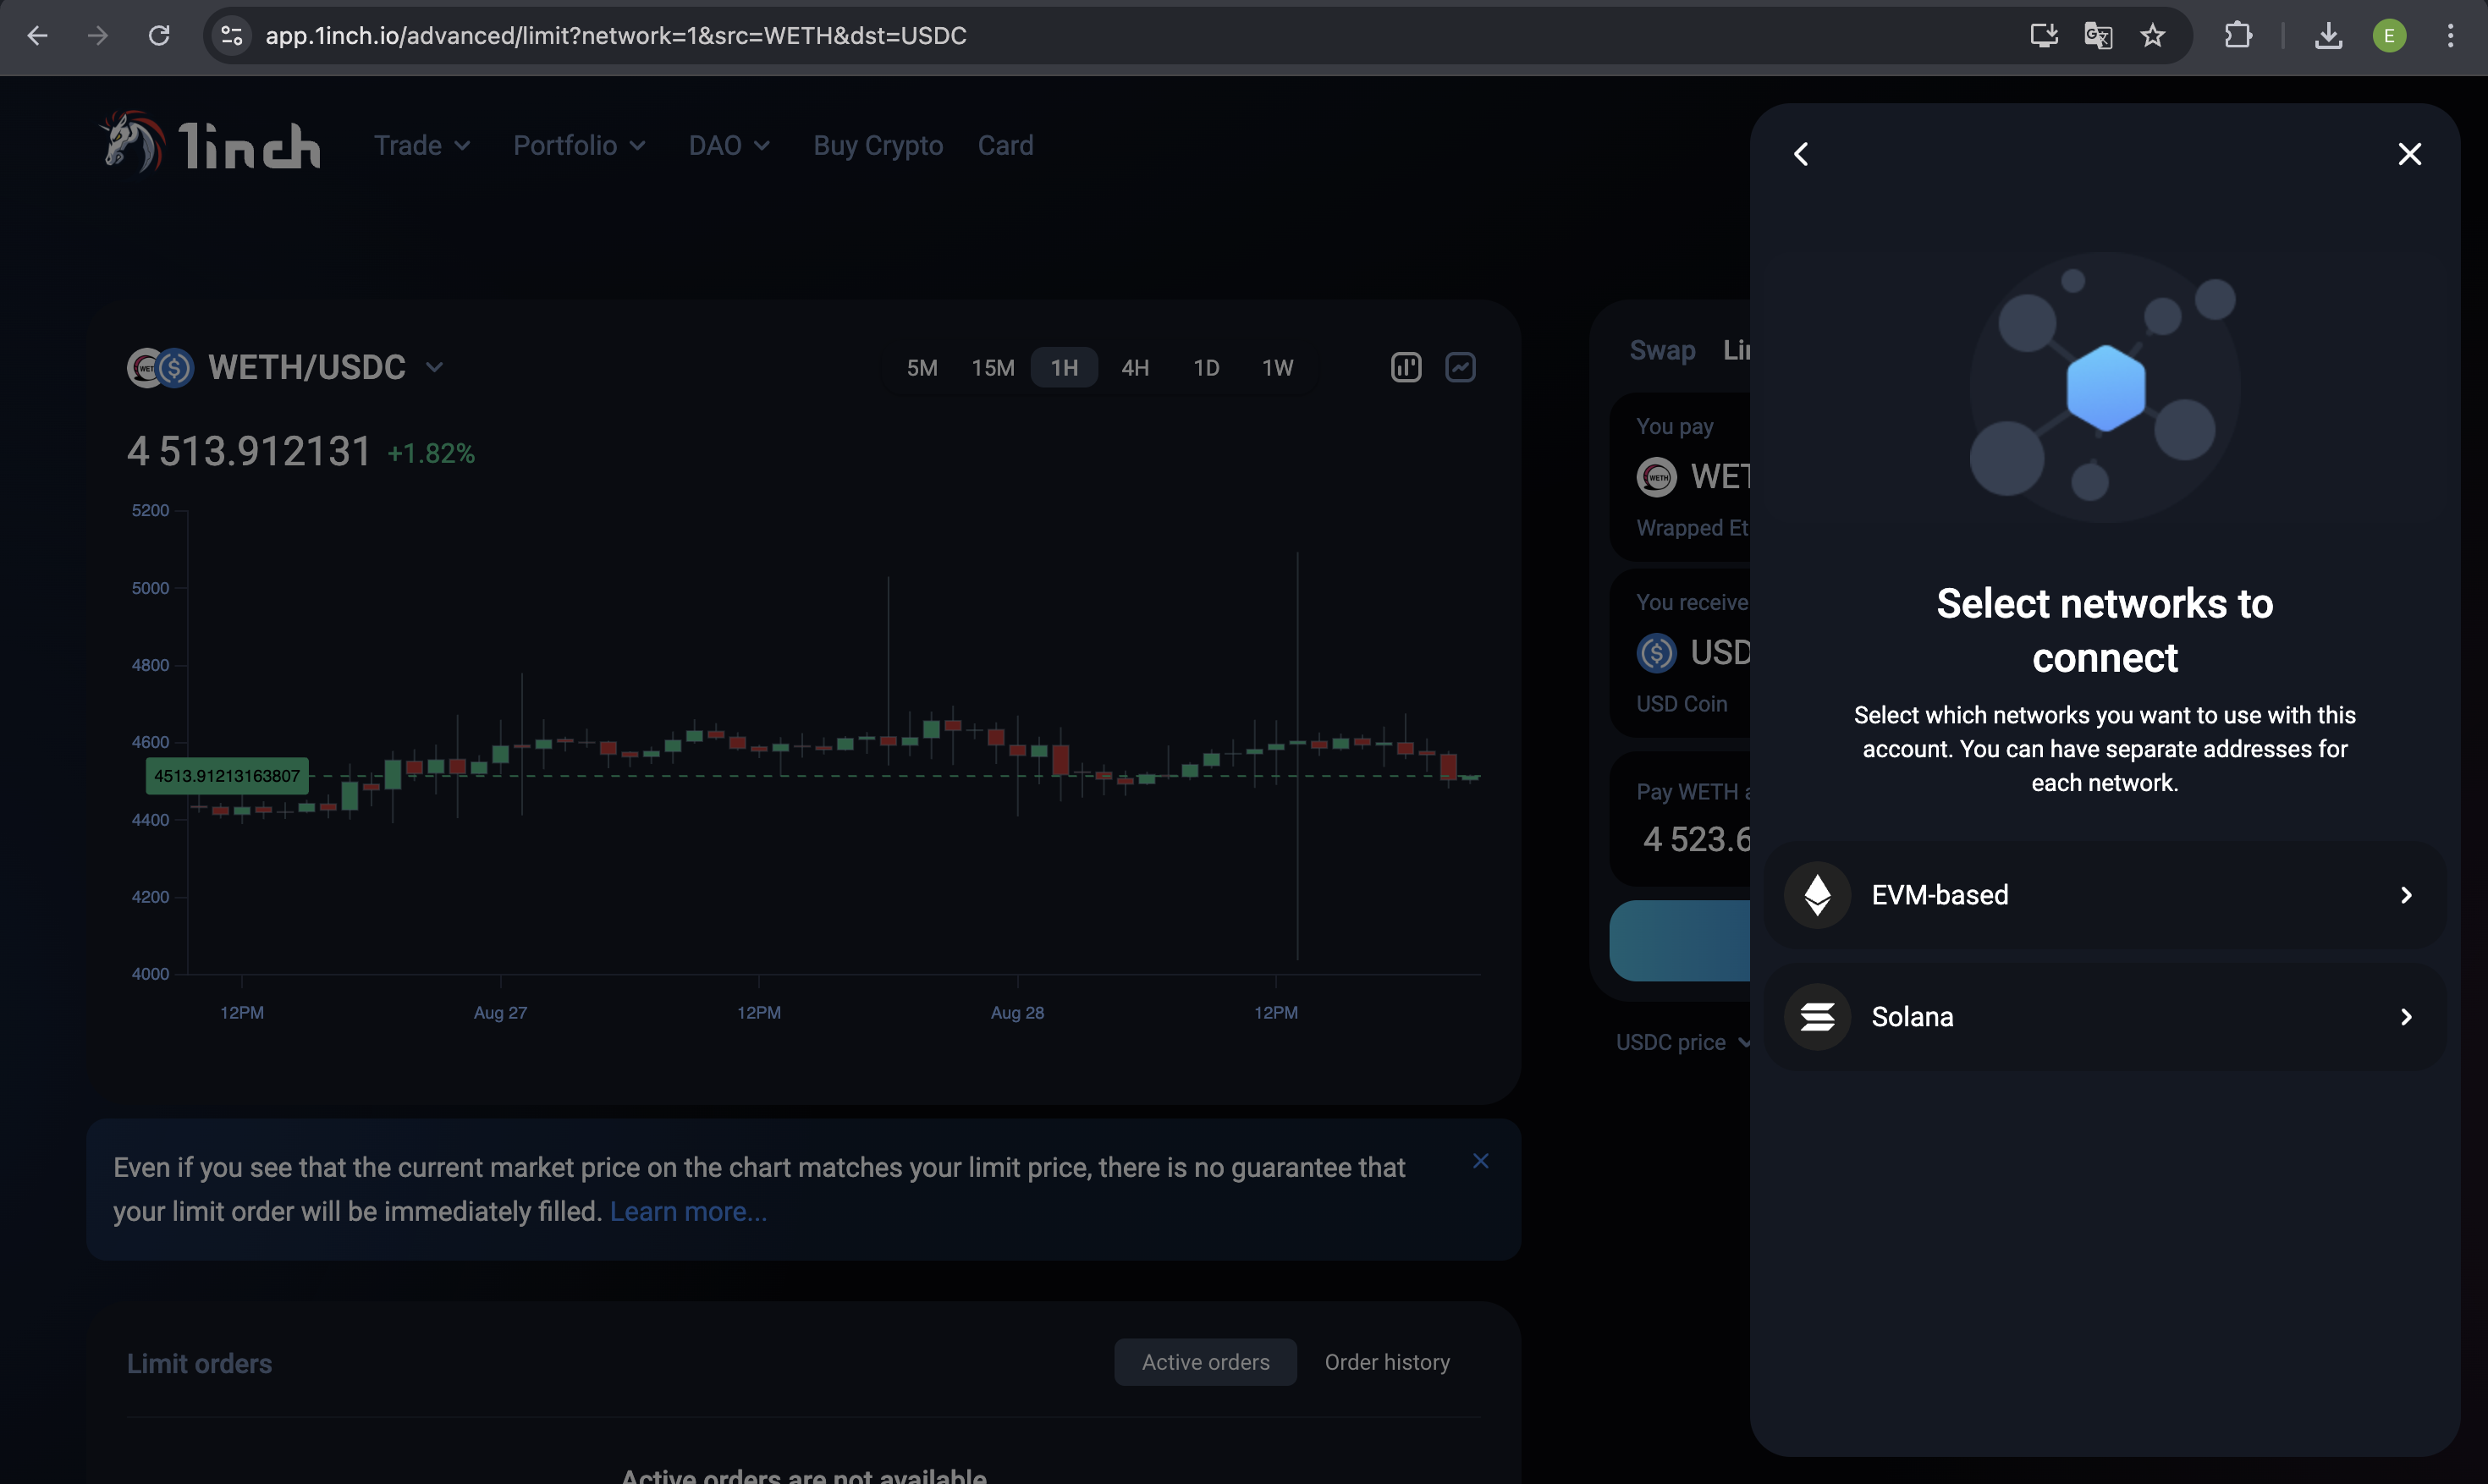 app.1inch.io/advanced/limit?network=1&src=WETH&dst=USDC
E
1inch
Trade
Portfolio
DAO
Buy Crypto
Card
WETH/USDC
5M
15M
1H
4H
1D
1W
4 513.912131 +1.82%
5200
5000
4800
4600
4513.91213163807
4400
4200
4000
12PM
Aug 27
12PM
Aug 28
12PM
Even if you see that the current market price on the chart matches your limit price, there is no guarantee that
your limit order will be immediately filled. Learn more...
Limit orders
Active orders
Order history
Active orders are not available
Swap
You pay
WETH
Wrapped Et
You receive
USD
USD Coin
Pay WETH
4 523.6
USDC price
Select networks to
connect
Select which networks you want to use with this
account. You can have separate addresses for
each network.
EVM-based
Solana